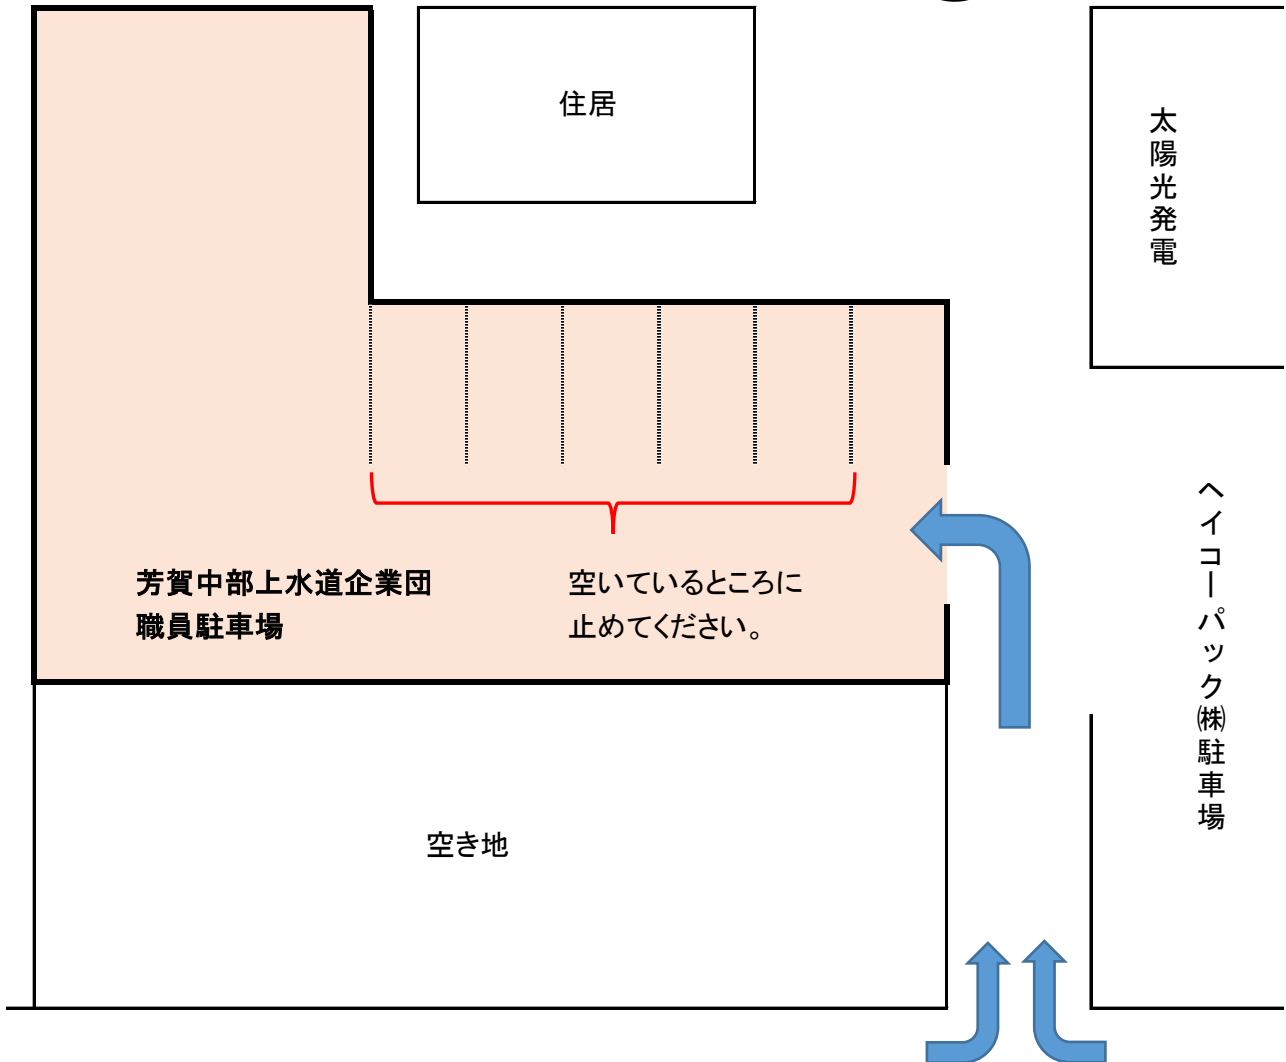 住居
太陽光発電
芳賀中部上水道企業団
職員駐車場
空いているところに
止めてください。
ヘイコーパック㈱駐車場
空き地